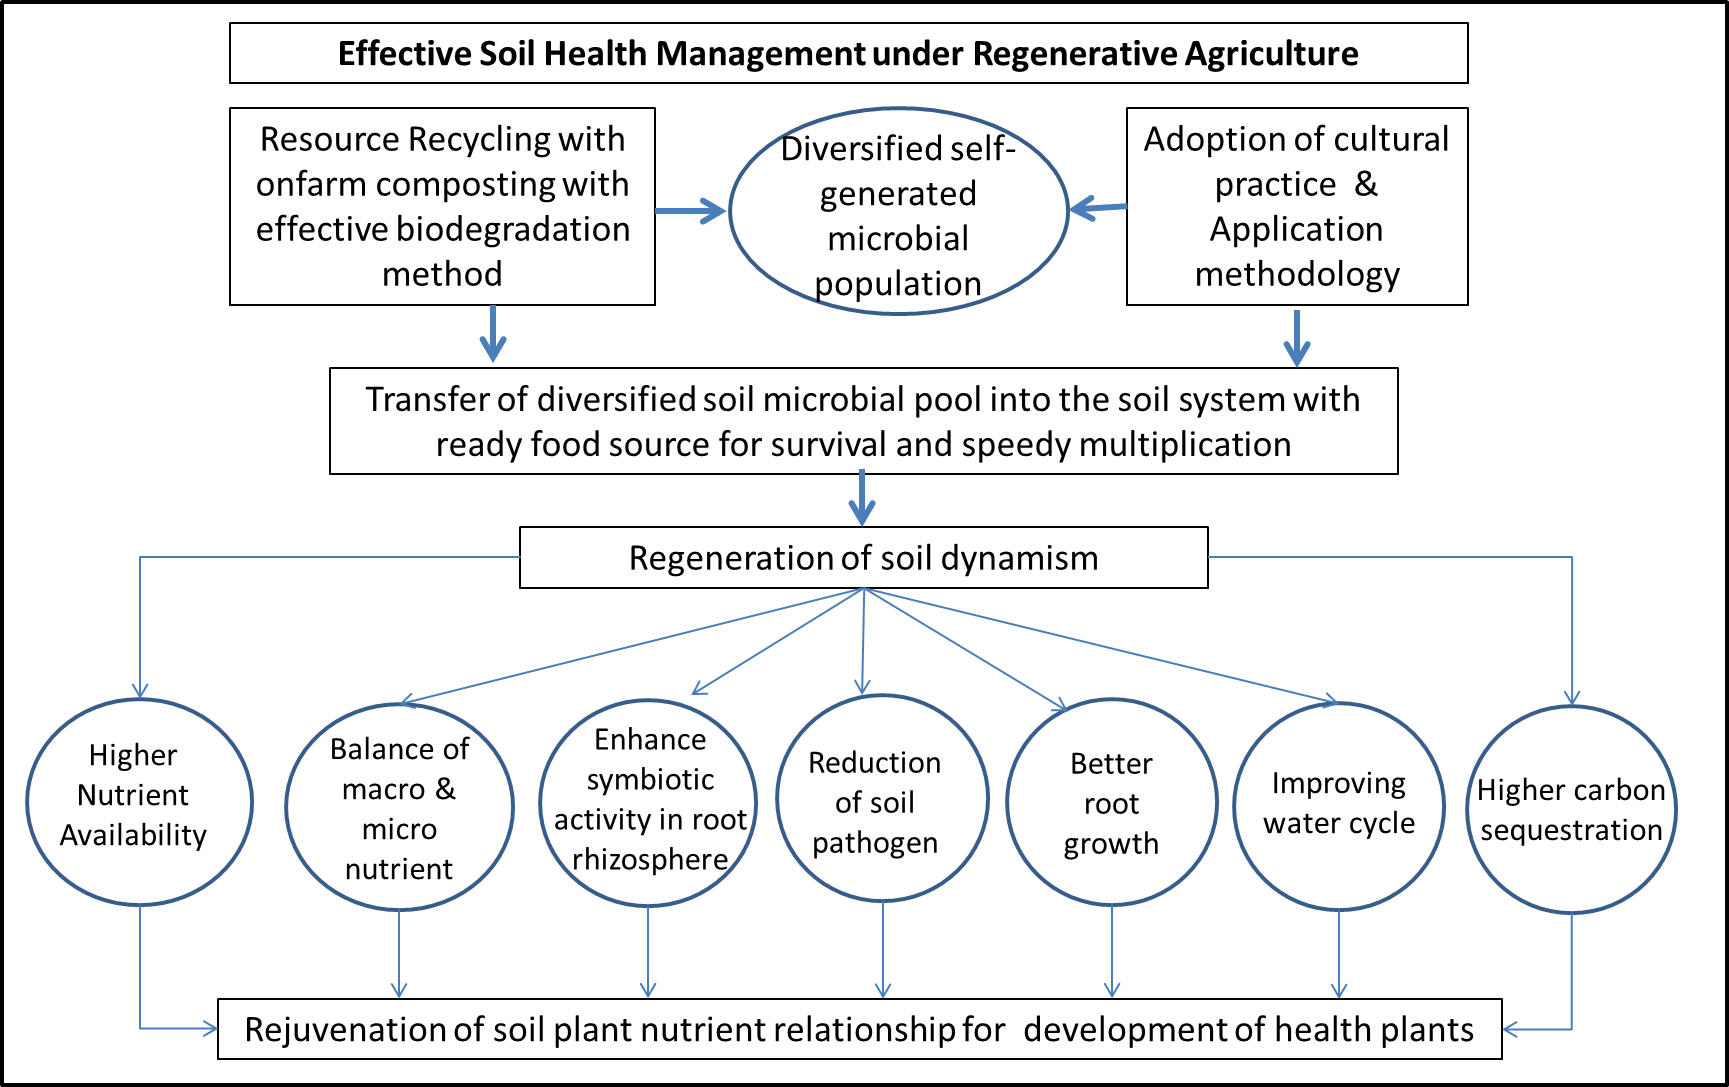 Effective Soil Health Management under Regenerative Agriculture
Resource Recycling with
onfarm composting with
effective biodegradation
method
Diversified self-
generated
microbial
population
Adoption of cultural
practice &
Application
methodology
Transfer of diversified soil microbial pool into the soil system with
ready food source for survival and speedy multiplication
Regeneration of soil dynamism
Higher
Nutrient
Availability
Balance of
macro &
micro
nutrient
Enhance
symbiotic
activity in root
rhizosphere
Reduction
of soil
pathogen
Better
root
growth
Improving
water cycle
Higher carbon
sequestration
Rejuvenation of soil plant nutrient relationship for development of health plants